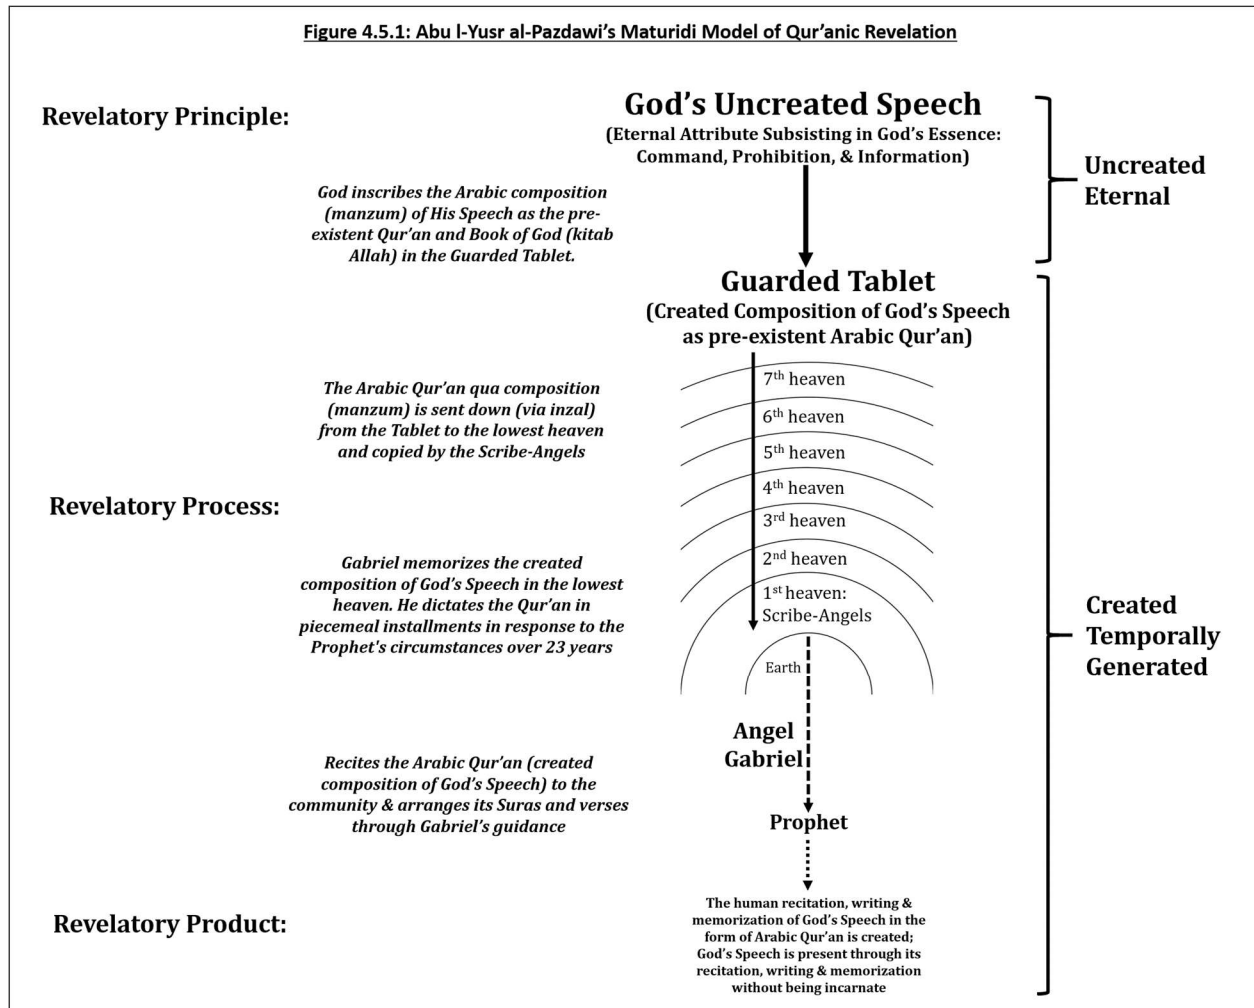 Figure 4.5.1: Abu l-Yusr al-Pazdawi’s Maturidi Model of Qur’anic Revelation
Revelatory Principle:
God’s Uncreated Speech
(Eternal Attribute Subsisting in God’s Essence:
Command, Prohibition, & Information)
Uncreated
Eternal
God inscribes the Arabic composition
(manzum) of His Speech as the pre-
existent Qur’an and Book of God (kitab
Allah) in the Guarded Tablet.
Guarded Tablet
(Created Composition of God’s Speech
as pre-existent Arabic Qur’an)
The Arabic Qur’an qua composition
(manzum) is sent down (via inzal)
from the Tablet to the lowest heaven
and copied by the Scribe-Angels
7th heaven
6th heaven
5th heaven
4th heaven
3rd heaven
2nd heaven
1st heaven:
Scribe-Angels
Earth
Revelatory Process:
Gabriel memorizes the created
composition of God’s Speech in the lowest
heaven. He dictates the Qur’an in
piecemeal installments in response to the
Prophet's circumstances over 23 years
Created
Temporally
Generated
Angel
Gabriel
Recites the Arabic Qur’an (created
composition of God’s Speech) to the
community & arranges its Suras and verses
through Gabriel’s guidance
Prophet
Revelatory Product:
The human recitation, writing &
memorization of God’s Speech in the
form of Arabic Qur’an is created;
God’s Speech is present through its
recitation, writing & memorization
without being incarnate